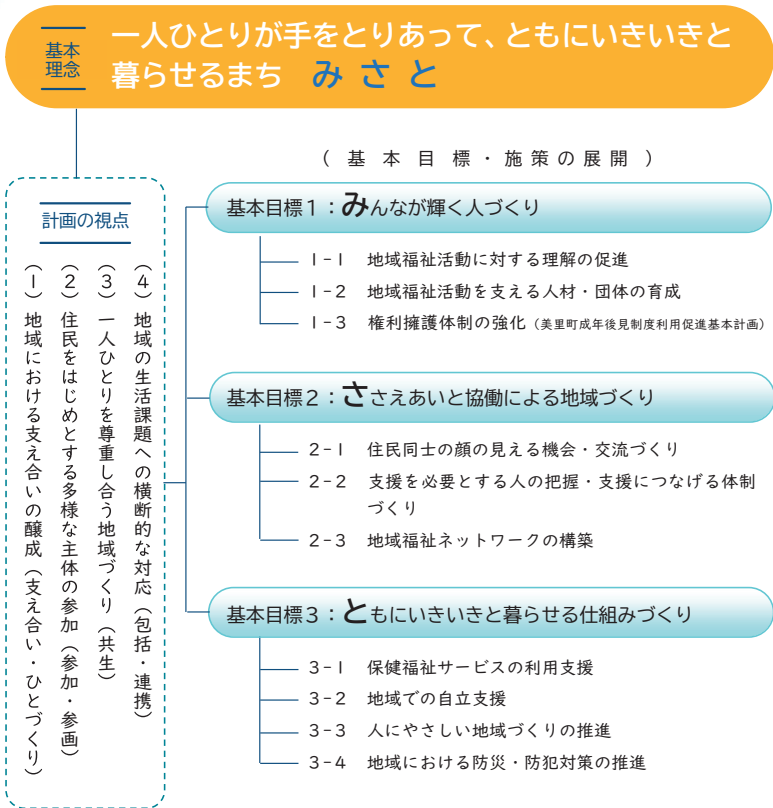 基本
理念
一人ひとりが手をとりあって、ともにいきいきと
暮らせるまち　みさと
計画の視点
(1) 地域における支え合いの醸成(支え合い・ひとづくり)
(2) 住民をはじめとする多様な主体の参加(参加・参画)
(3) 一人ひとりを尊重し合う地域づくり(共生)
(4) 地域の生活課題への横断的な対応(包括・連携)
(基本目標・施策の展開)
基本目標1:みんなが輝く人づくり
1-1 地域福祉活動に対する理解の促進
1-2 地域福祉活動を支える人材・団体の育成
1-3 権利擁護体制の強化(美里町成年後見制度利用促進基本計画)
基本目標2:ささえあいと協働による地域づくり
2-1 住民同士の顔の見える機会・交流づくり
2-2 支援を必要とする人の把握・支援につなげる体制
づくり
2-3 地域福祉ネットワークの構築
基本目標3:ともにいきいきと暮らせる仕組みづくり
3-1 保健福祉サービスの利用支援
3-2 地域での自立支援
3-3 人にやさしい地域づくりの推進
3-4 地域における防災・防犯対策の推進